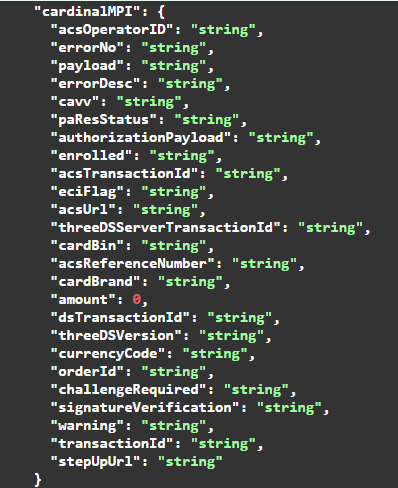 "cardinalMPI": {
"acsOperatorID": "string",
"errorNo": "string",
"payload": "string",
"errorDesc": "string",
"cavv": "string",
"paResStatus": "string",
"authorizationPayload": "string",
"enrolled": "string",
"acsTransactionId": "string",
"eciFlag": "string",
"acsUrl": "string",
"threeDSServerTransactionId": "string",
"cardBin": "string",
"acsReferenceNumber": "string",
"cardBrand": "string",
"amount": 0,
"dsTransactionId": "string",
"threeDSVersion": "string",
"currencyCode": "string",
"orderId": "string",
"challengeRequired": "string",
"signatureVerification": "string",
"warning": "string",
"transactionId": "string",
"stepUpUrl": "string"
}